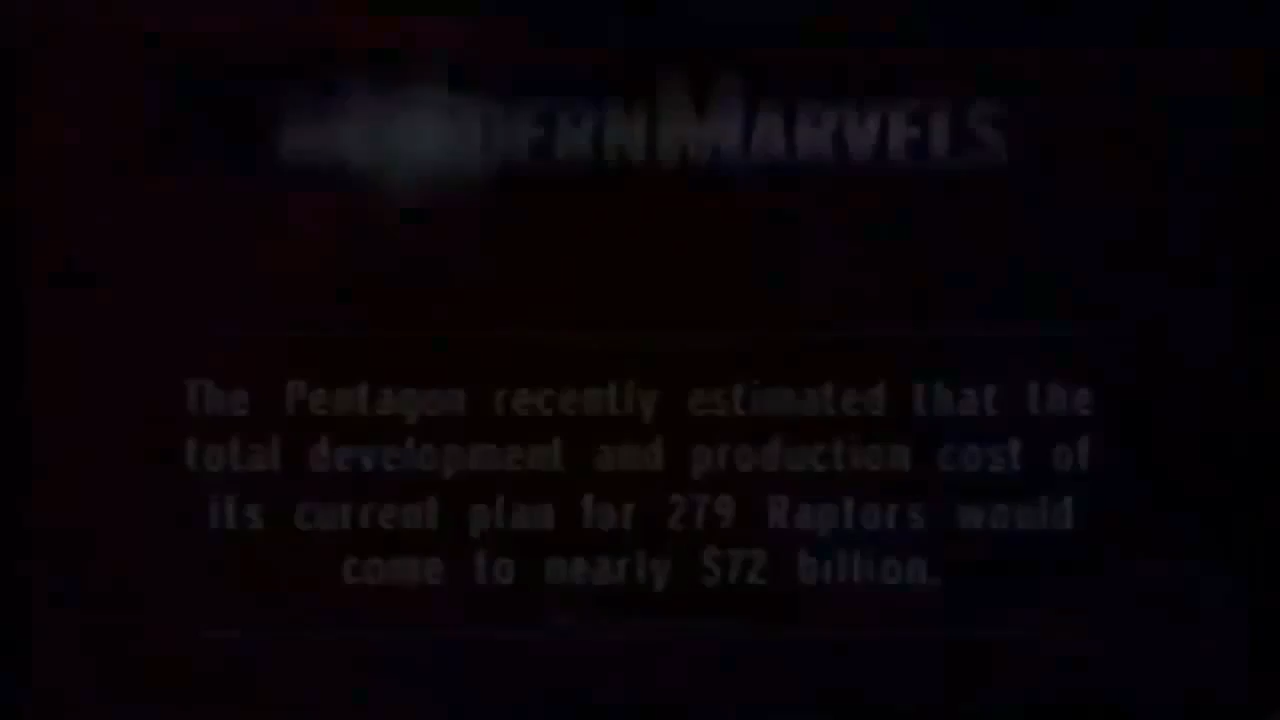 MODERN MARVELS
The Pentagon recently estimated that the
total development and production cost of
its current plan for 279 Raptors would
come to nearly $72 billion.